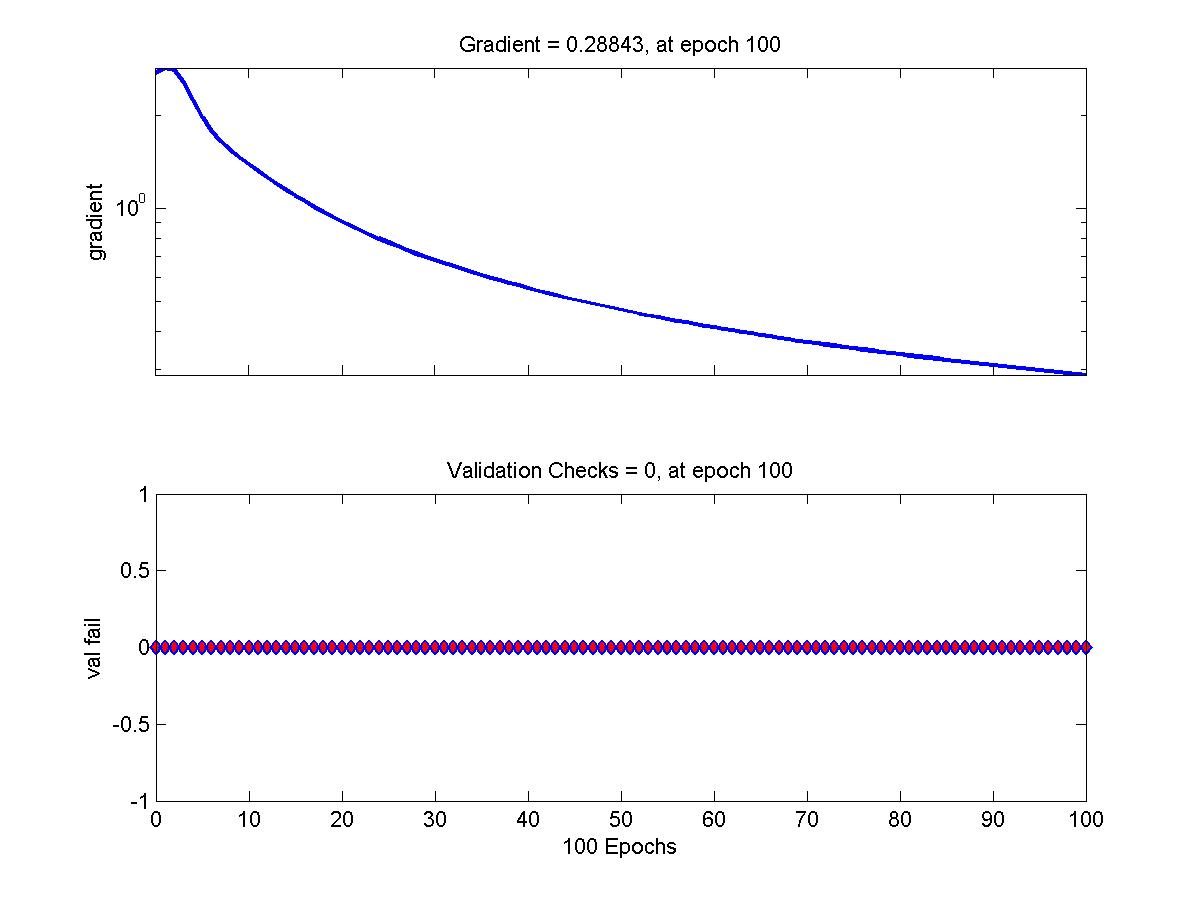 Gradient = 0.28843, at epoch 100
10^0
gradient
Validation Checks = 0, at epoch 100
1
0.5
0
-0.5
-1
val fail
0 10 20 30 40 50 60 70 80 90 100
100 Epochs